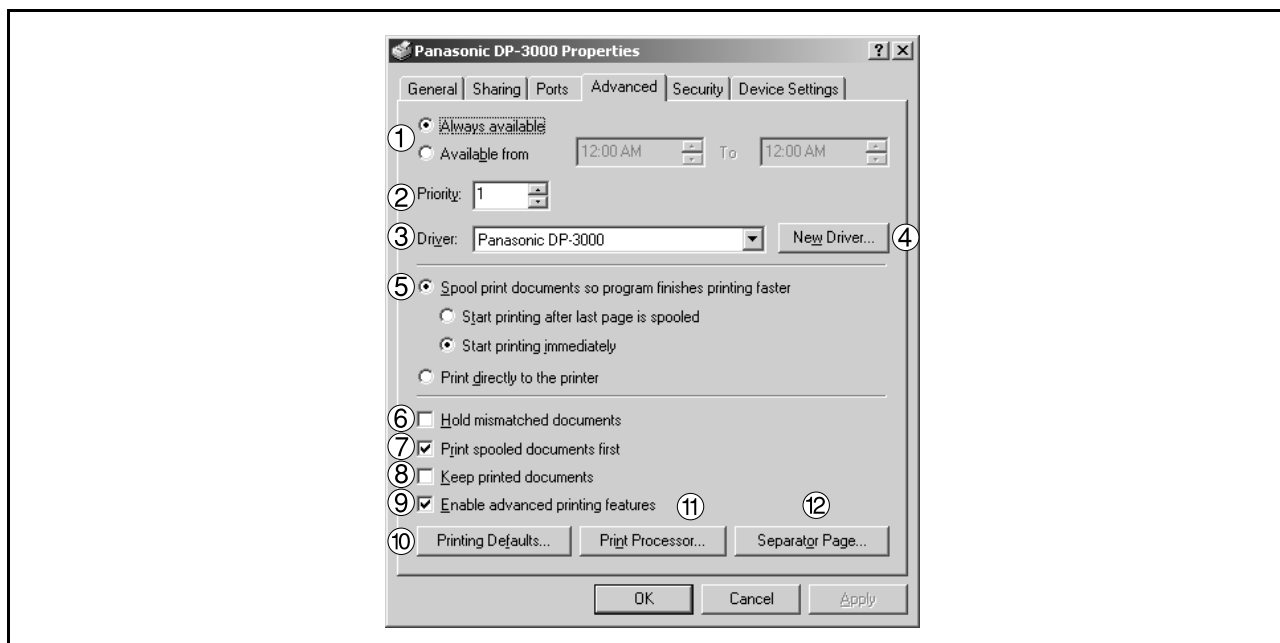 Panasonic DP-3000 Properties
General Sharing Ports Advanced Security Device Settings
① Always available
Available from 12:00 AM To 12:00 AM
② Priority: 1
③ Driver: Panasonic DP-3000 New Driver... ④
⑤ Spool print documents so program finishes printing faster
Start printing after last page is spooled
Start printing immediately
Print directly to the printer
⑥ Hold mismatched documents
⑦ Print spooled documents first
⑧ Keep printed documents
⑨ Enable advanced printing features ⑪ ⑫
⑩ Printing Defaults... Print Processor... Separator Page...
OK Cancel Apply